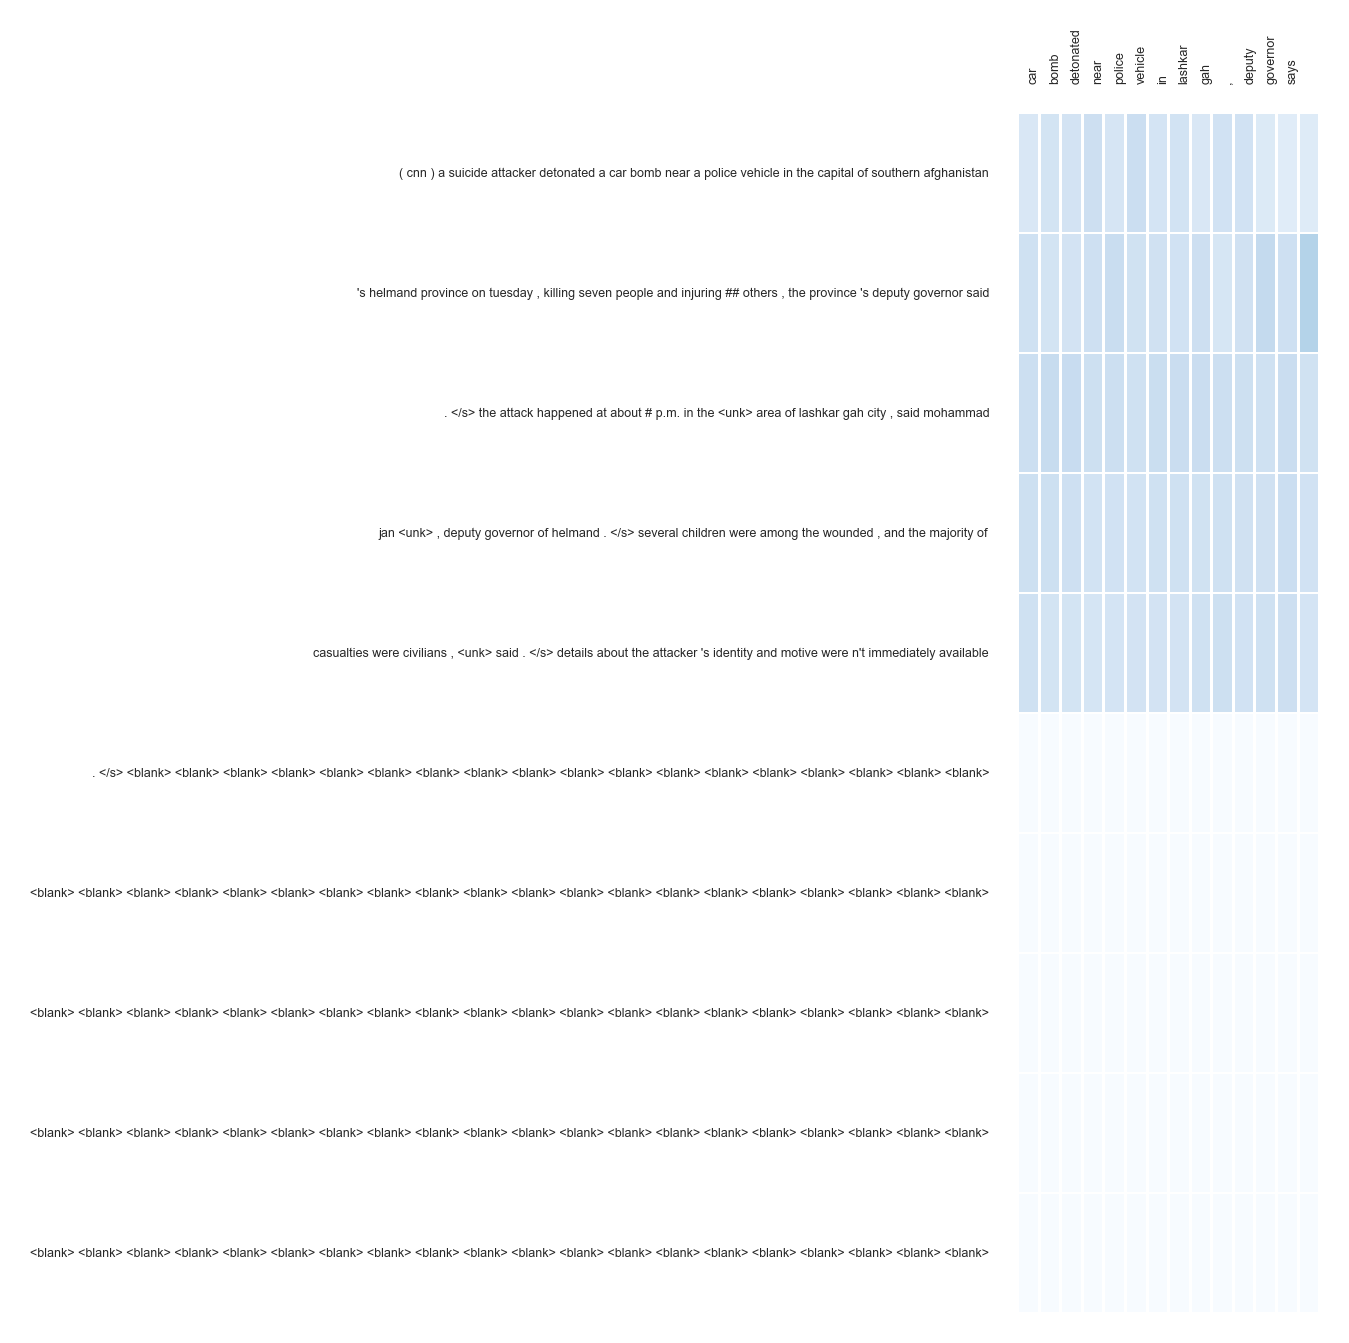 car bomb detonated near police vehicle in lashkar gah , deputy governor says
( cnn ) a suicide attacker detonated a car bomb near a police vehicle in the capital of southern afghanistan
's helmand province on tuesday , killing seven people and injuring ## others , the province 's deputy governor said
. </s> the attack happened at about # p.m. in the <unk> area of lashkar gah city , said mohammad
jan <unk> , deputy governor of helmand . </s> several children were among the wounded , and the majority of
casualties were civilians , <unk> said . </s> details about the attacker 's identity and motive were n't immediately available
. </s> <blank> <blank> <blank> <blank> <blank> <blank> <blank> <blank> <blank> <blank> <blank> <blank> <blank> <blank> <blank> <blank> <blank> <blank>
<blank> <blank> <blank> <blank> <blank> <blank> <blank> <blank> <blank> <blank> <blank> <blank> <blank> <blank> <blank> <blank> <blank> <blank> <blank> <blank>
<blank> <blank> <blank> <blank> <blank> <blank> <blank> <blank> <blank> <blank> <blank> <blank> <blank> <blank> <blank> <blank> <blank> <blank> <blank> <blank>
<blank> <blank> <blank> <blank> <blank> <blank> <blank> <blank> <blank> <blank> <blank> <blank> <blank> <blank> <blank> <blank> <blank> <blank> <blank> <blank>
<blank> <blank> <blank> <blank> <blank> <blank> <blank> <blank> <blank> <blank> <blank> <blank> <blank> <blank> <blank> <blank> <blank> <blank> <blank> <blank>